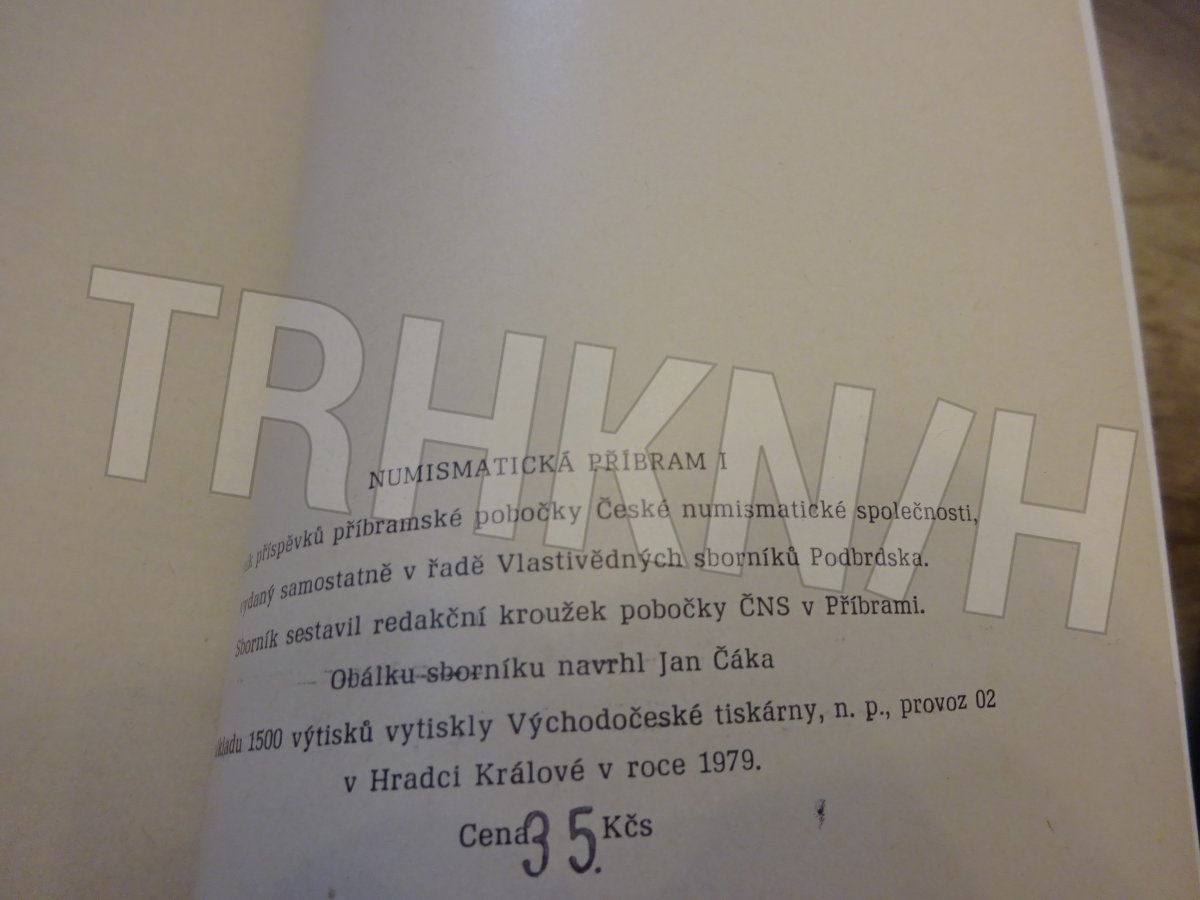 TRHKN/H
NUMISMATICKÁ PŘÍBRAM I
příspěvků příbramské pobočky České numismatické společnosti,
vydaný samostatně v řadě Vlastivědných sborníků Podbrdska.
Sborník sestavil redakční kroužek pobočky ČNS v Příbrami.
Obálku sborníku navrhl Jan Čáka
1500 výtisků vytiskly Východočeské tiskárny, n. p., provoz 02
v Hradci Králové v roce 1979.
Cena 35. Kčs